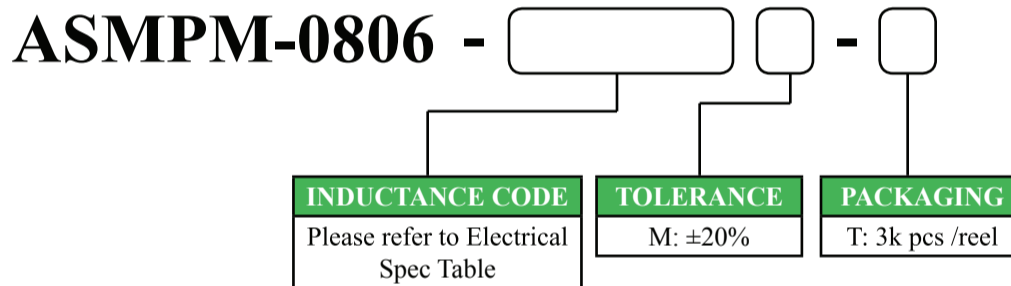 ASMPM-0806 - -
INDUCTANCE CODE
Please refer to Electrical
Spec Table
TOLERANCE
M: ±20%
PACKAGING
T: 3k pcs /reel